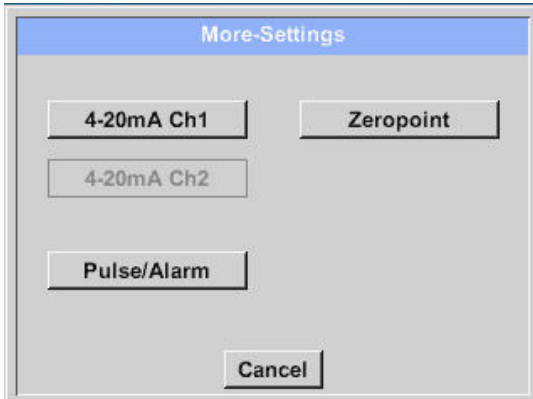 More-Settings
4-20mA Ch1
Zeropoint
4-20mA Ch2
Pulse/Alarm
Cancel